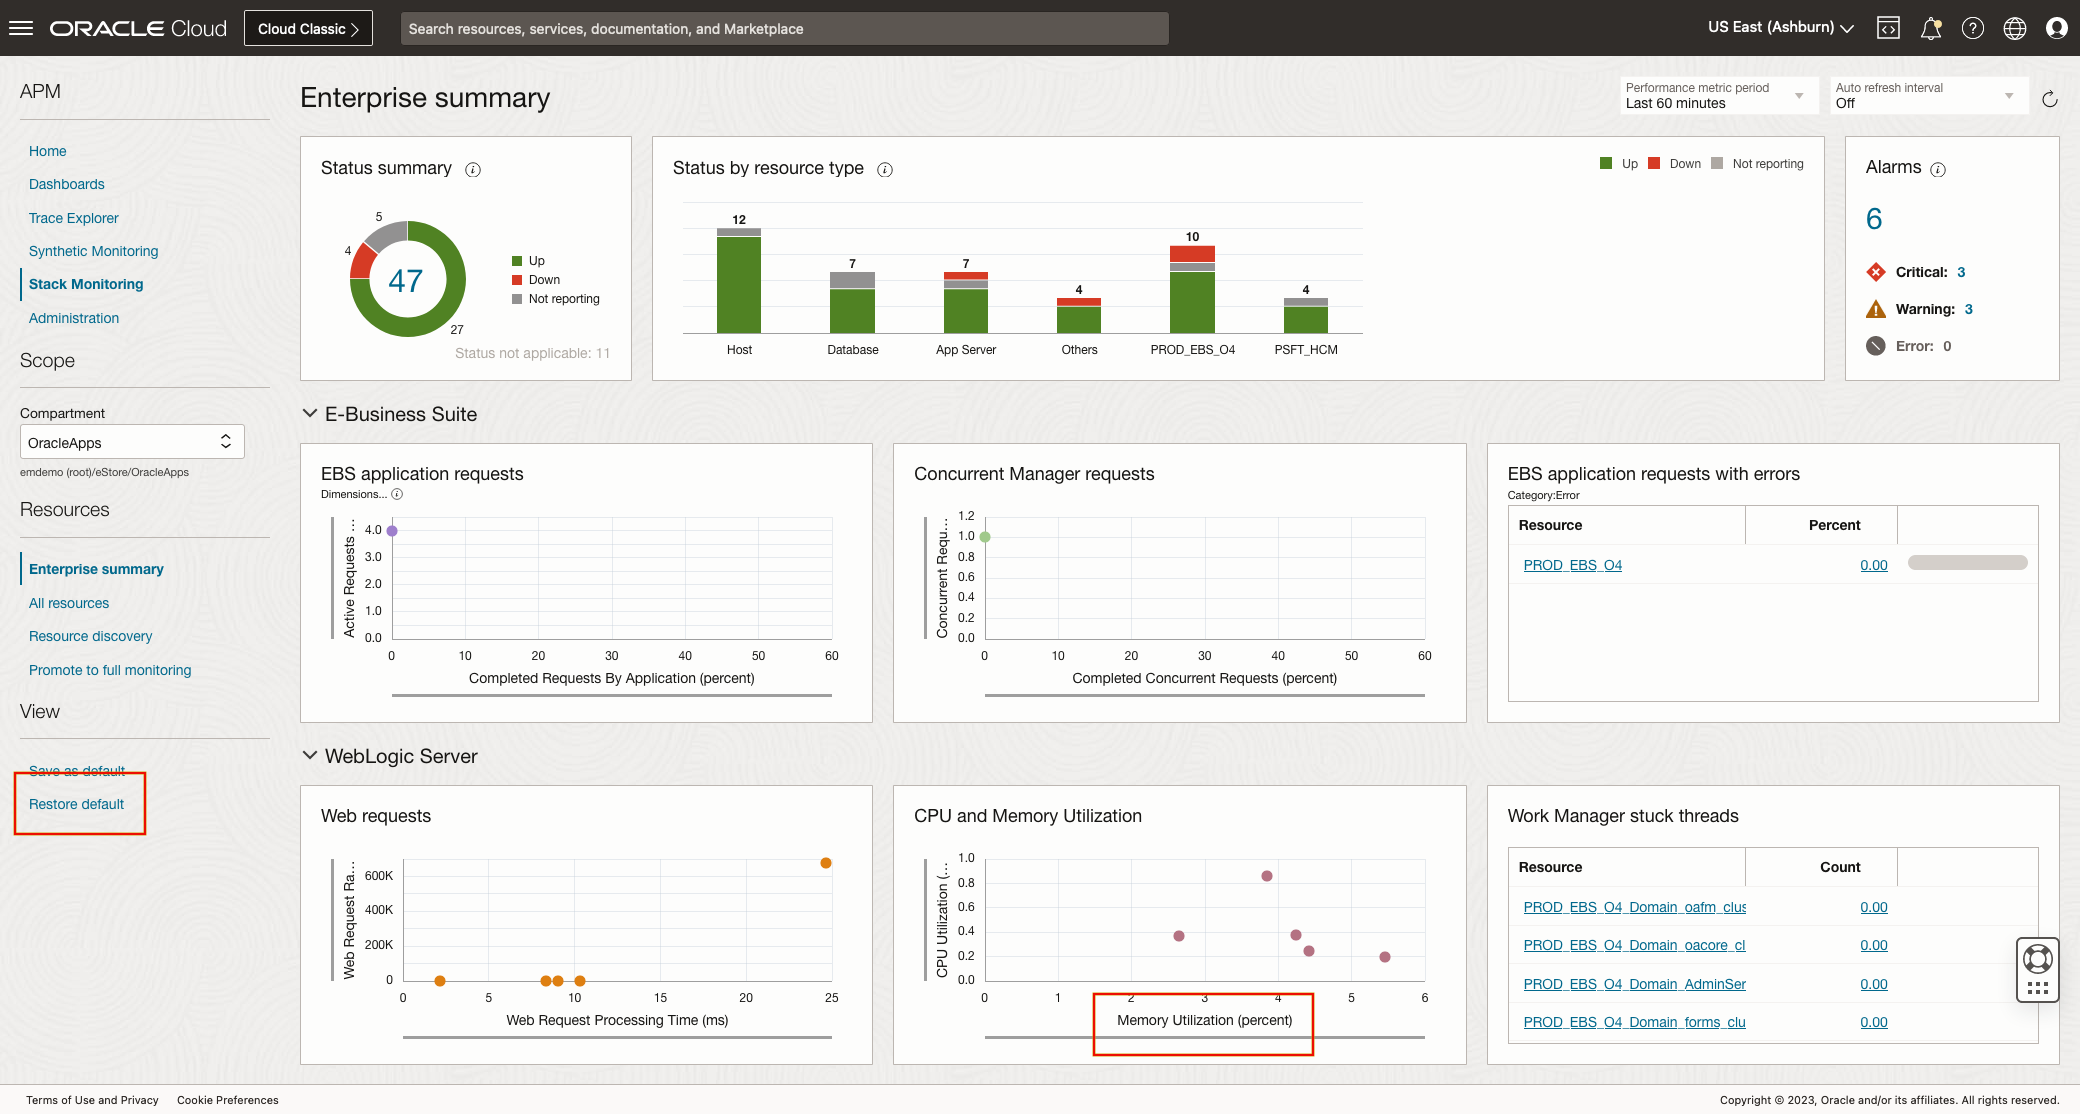 ORACLE Cloud
Cloud Classic
Search resources, services, documentation, and Marketplace
US East (Ashburn)
APM
Home
Dashboards
Trace Explorer
Synthetic Monitoring
Stack Monitoring
Administration
Scope
Compartment
OracleApps
emdemo (root)/eStore/OracleApps
Resources
Enterprise summary
All resources
Resource discovery
Promote to full monitoring
View
Save as default
Restore default
Enterprise summary
Performance metric period
Last 60 minutes
Auto refresh interval
Off
Status summary
5
4
47
27
Up
Down
Not reporting
Status not applicable: 11
Status by resource type
Up Down Not reporting
12
7
7
4
10
4
Host Database App Server Others PROD_EBS_O4 PSFT_HCM
Alarms
6
Critical: 3
Warning: 3
Error: 0
E-Business Suite
EBS application requests
Dimensions...
Active Requests ...
4.0
3.0
2.0
1.0
0.0
0 10 20 30 40 50 60
Completed Requests By Application (percent)
Concurrent Manager requests
Concurrent Requ...
1.2
1.0
0.8
0.6
0.4
0.2
0.0
0 10 20 30 40 50 60
Completed Concurrent Requests (percent)
EBS application requests with errors
Category:Error
Resource Percent
PROD_EBS_O4 0.00
WebLogic Server
Web requests
Web Request Ra...
600K
400K
200K
0
0 5 10 15 20 25
Web Request Processing Time (ms)
CPU and Memory Utilization
CPU Utilization (...
1.0
0.8
0.6
0.4
0.2
0.0
0 1 2 3 4 5 6
Memory Utilization (percent)
Work Manager stuck threads
Resource Count
PROD_EBS_O4_Domain_oafm_clus 0.00
PROD_EBS_O4_Domain_oacore_cl 0.00
PROD_EBS_O4_Domain_AdminSer 0.00
PROD_EBS_O4_Domain_forms_clu 0.00
Terms of Use and Privacy Cookie Preferences
Copyright © 2023, Oracle and/or its affiliates. All rights reserved.